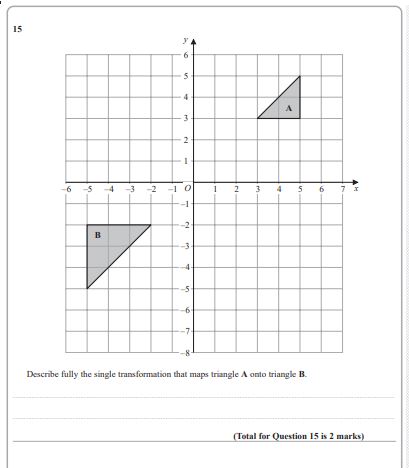 15
y
6
5
4
A
3
2
1
-6 -5 -4 -3 -2 -1 O 1 2 3 4 5 6 7 x
-1
-2
B
-3
-4
-5
-6
-7
-8
Describe fully the single transformation that maps triangle A onto triangle B.
(Total for Question 15 is 2 marks)